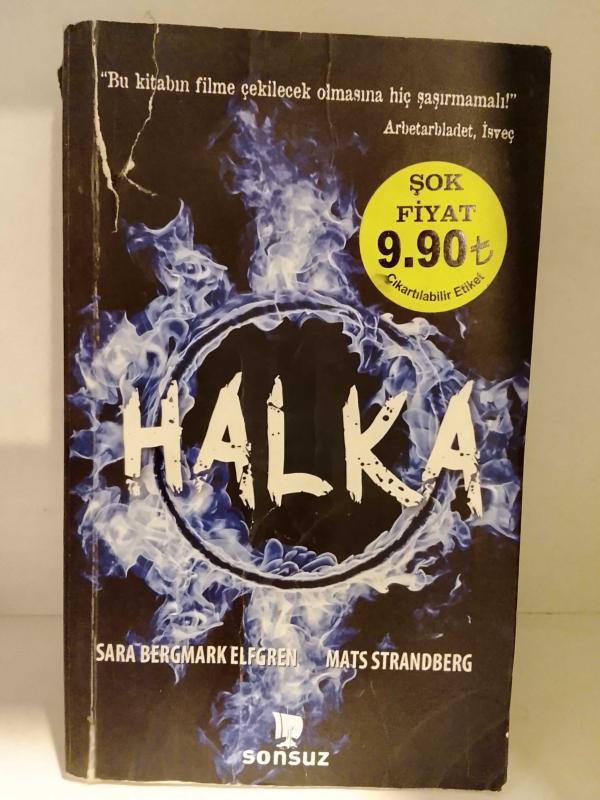 "Bu kitabın filme çekilecek olmasına hiç şaşırmamalı!"
Arbetarbladet, İsveç
ŞOK
FİYAT
9.90₺
Çıkartılabilir Etiket
HALKA
SARA BERGMARK ELFGREN MATS STRANDBERG
sonsuz